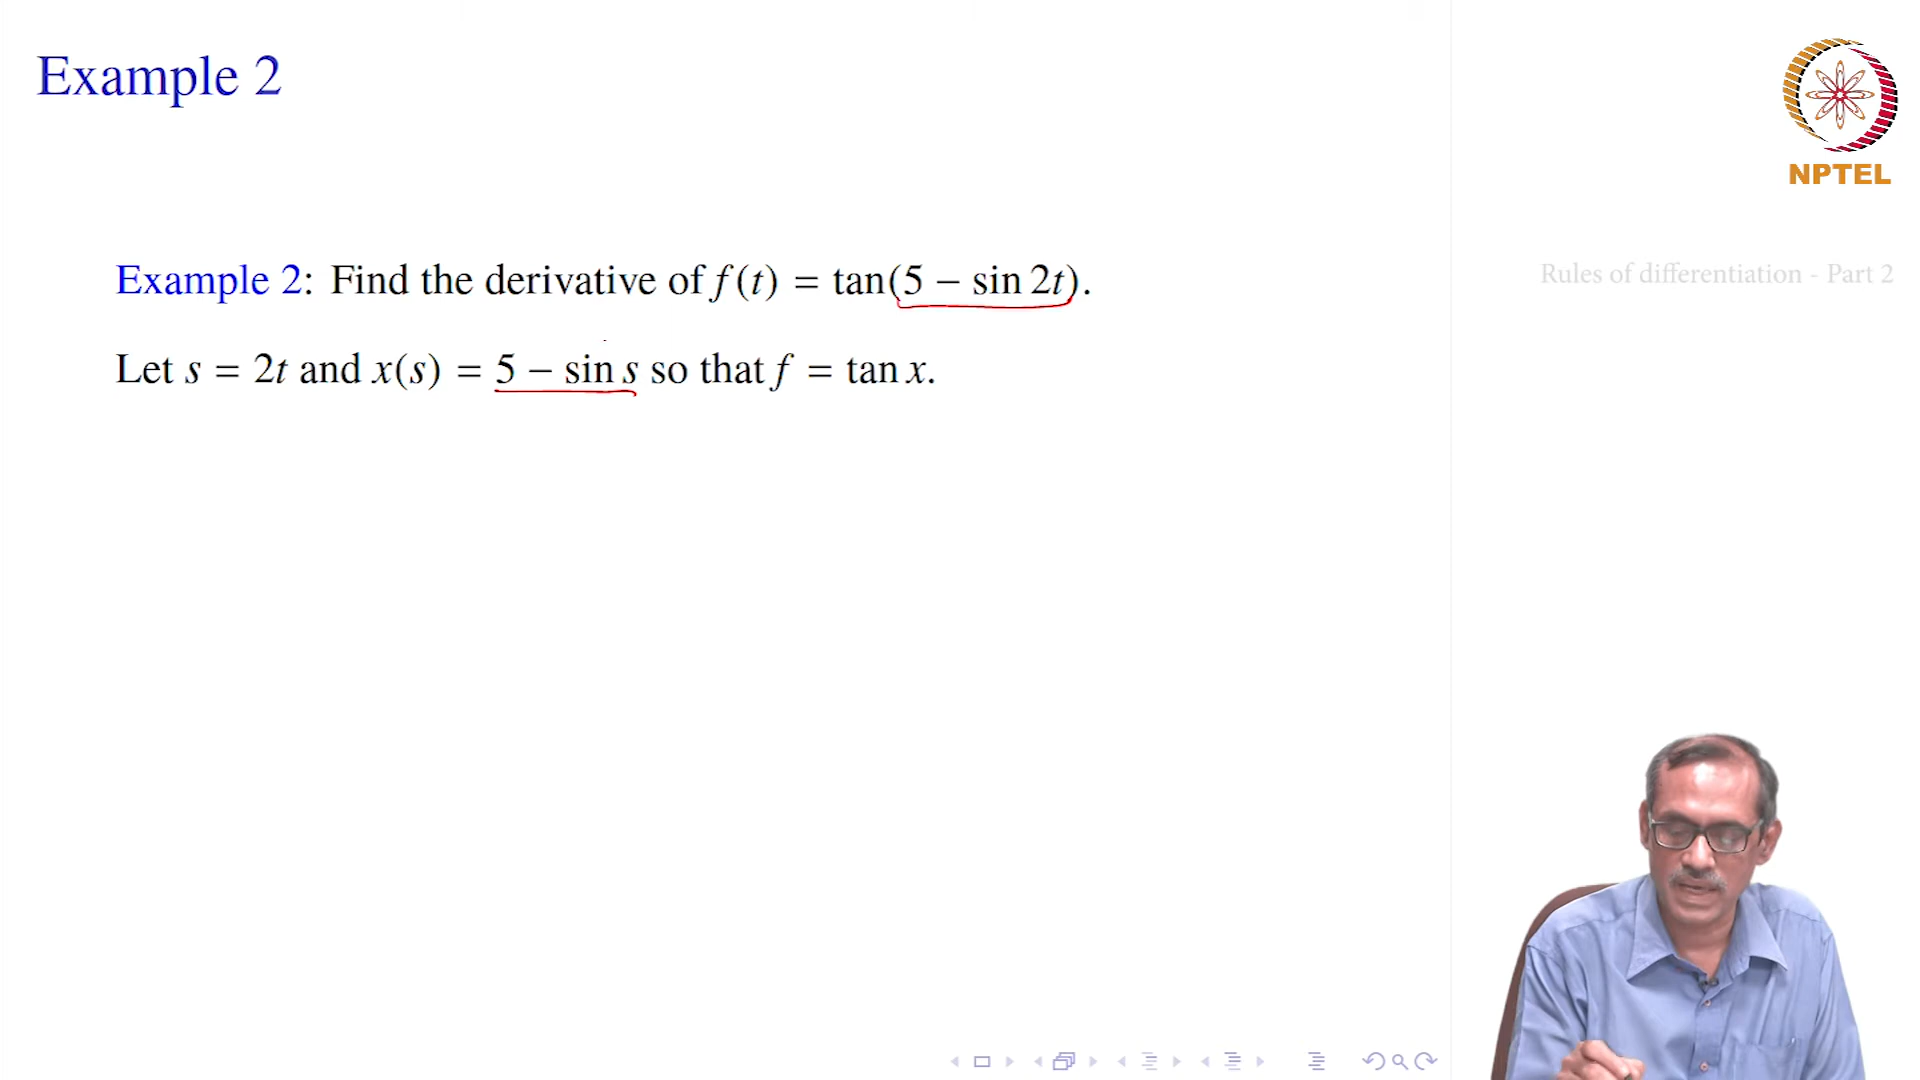 Example 2
NPTEL
Rules of differentiation - Part 2
Example 2: Find the derivative of f(t) = tan(5 − sin 2t).
Let s = 2t and x(s) = 5 − sin s so that f = tan x.